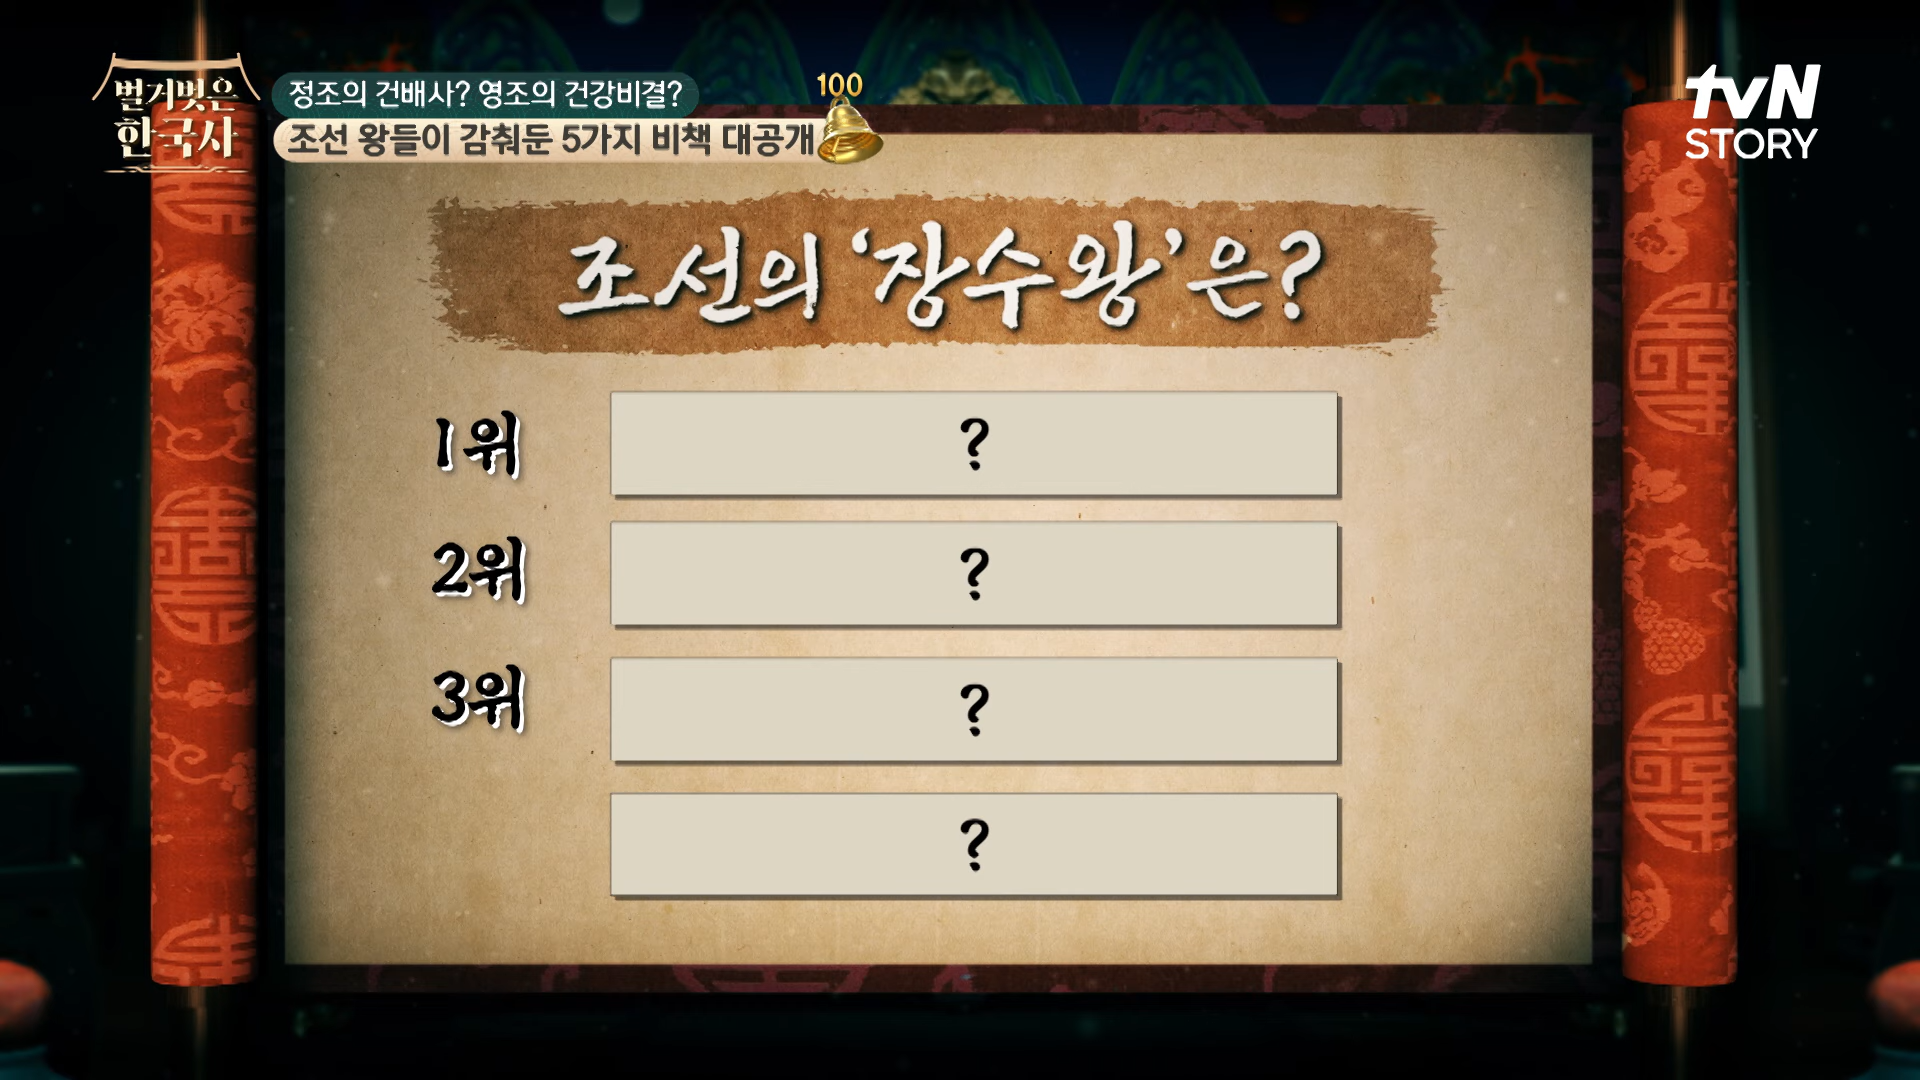 벌거벗은
한국사
정조의 건배사? 영조의 건강비결?
조선 왕들이 감춰둔 5가지 비책 대공개
100
tvN
STORY
조선의 '장수 왕'은?
1위
?
2위
?
3위
?
?